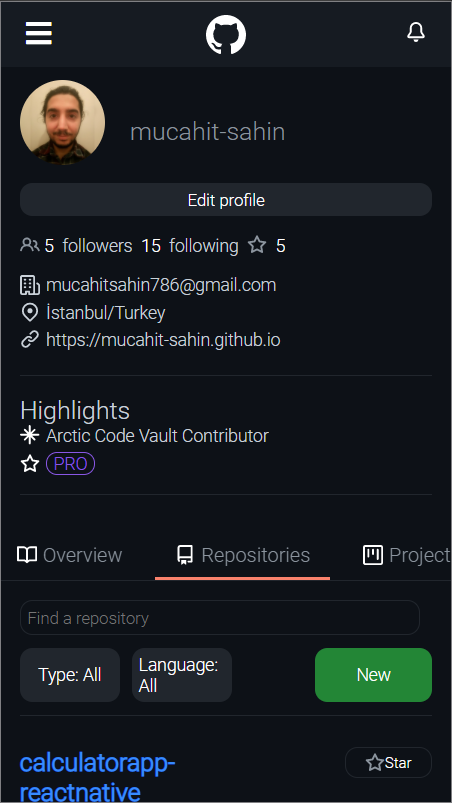 mucahit-sahin
Edit profile
5 followers 15 following 5
mucahitsahin786@gmail.com
İstanbul/Turkey
https://mucahit-sahin.github.io
Highlights
Arctic Code Vault Contributor
PRO
Overview Repositories Project
Find a repository
Type: All Language: All New
calculatorapp- Star
reactnative